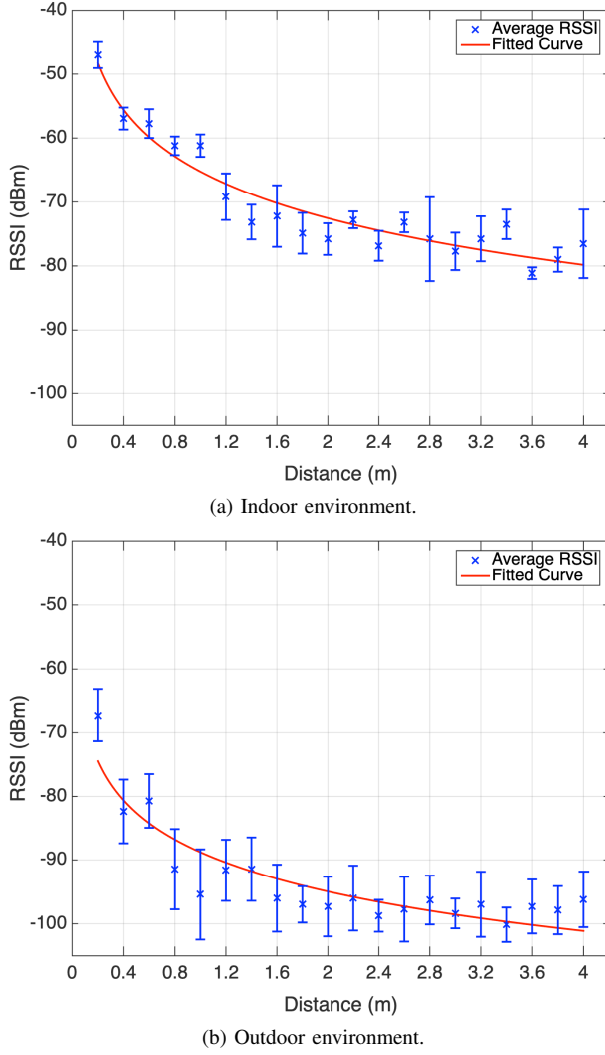 -40
-50
-60
-70
-80
-90
-100
RSSI (dBm)
Average RSSI
Fitted Curve
0 0.4 0.8 1.2 1.6 2 2.4 2.8 3.2 3.6 4
Distance (m)
(a) Indoor environment.
-40
-50
-60
-70
-80
-90
-100
RSSI (dBm)
Average RSSI
Fitted Curve
0 0.4 0.8 1.2 1.6 2 2.4 2.8 3.2 3.6 4
Distance (m)
(b) Outdoor environment.